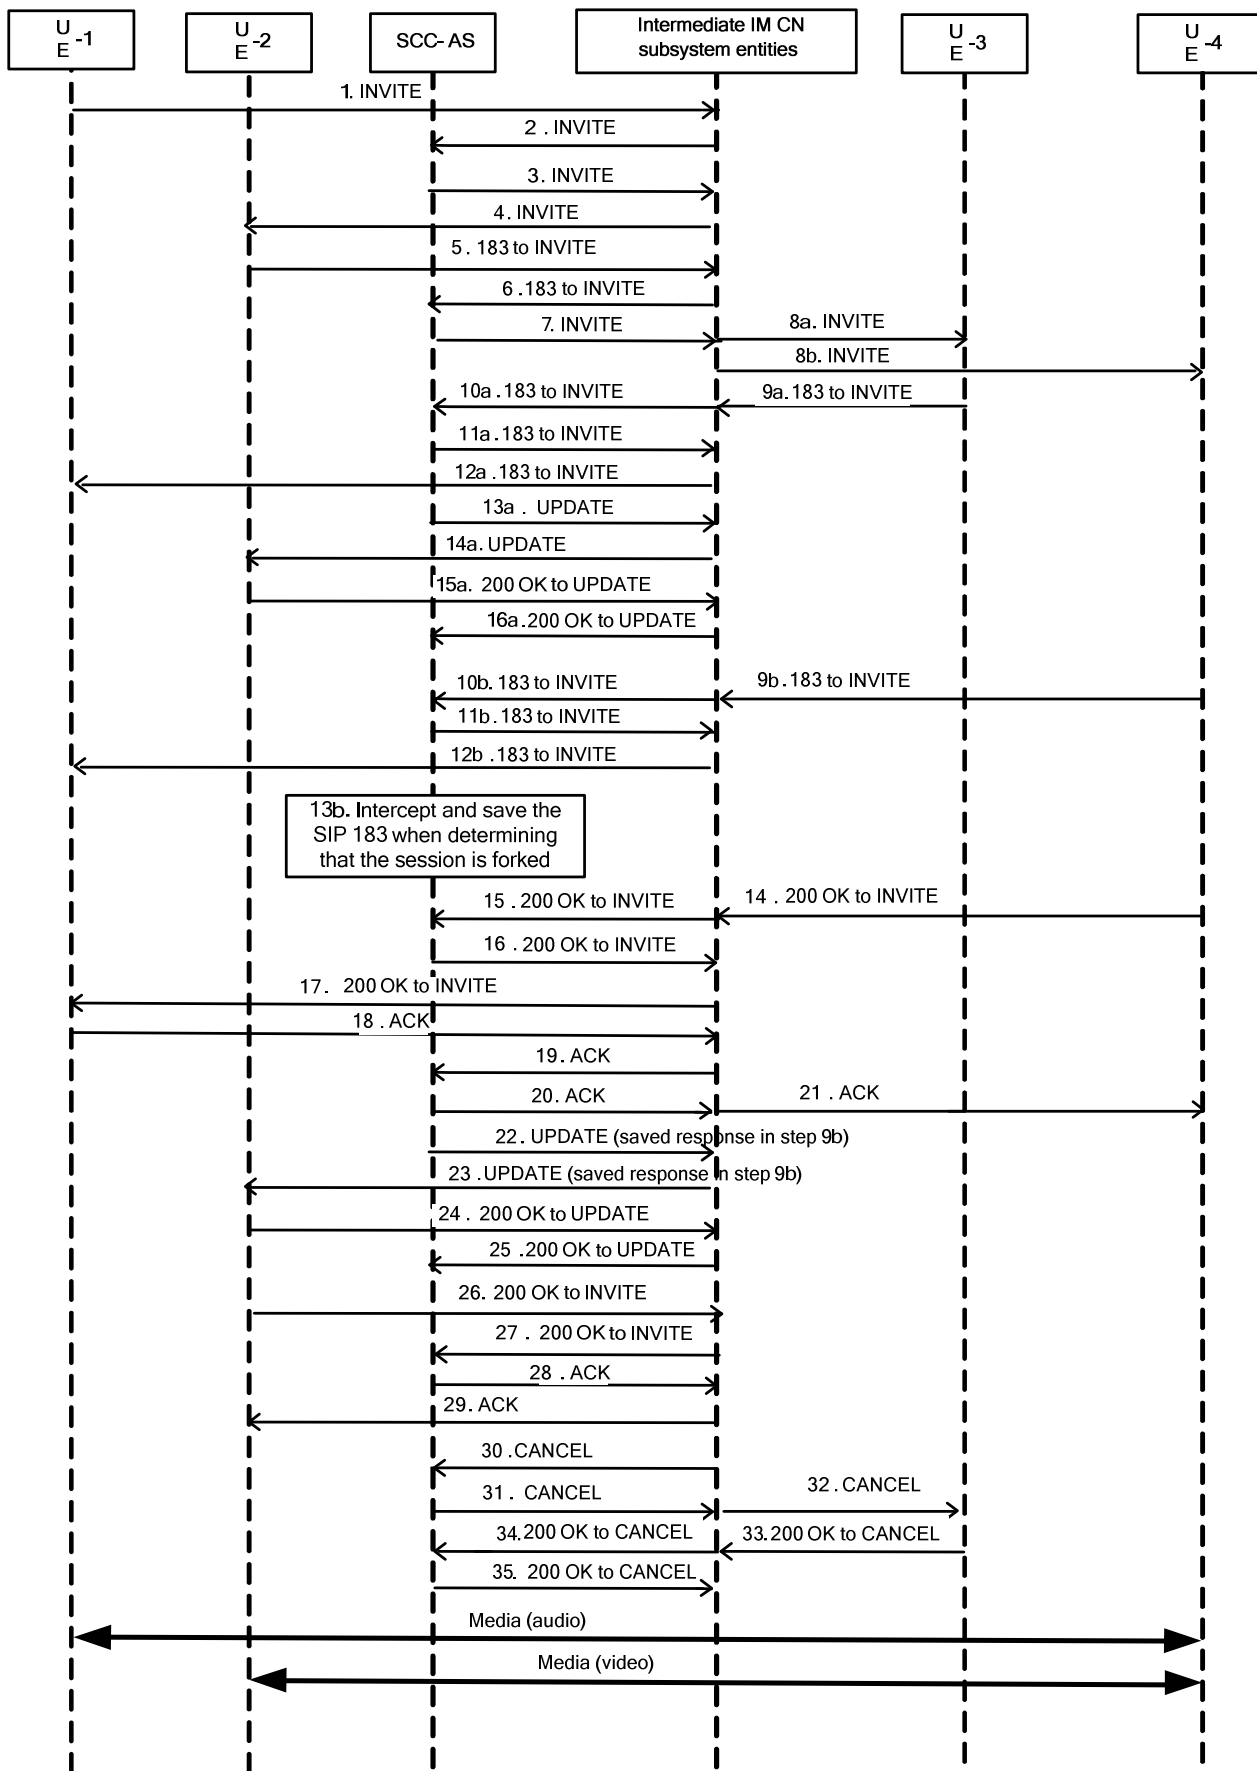 U
E -1
U
E -2
SCC- AS
Intermediate IM CN
subsystem entities
U
E -3
U
E -4
1. INVITE
2 . INVITE
3. INVITE
4. INVITE
5 . 183 to INVITE
6 .183 to INVITE
7. INVITE
8a. INVITE
8b. INVITE
10a .183 to INVITE
9a.183 to INVITE
11a .183 to INVITE
12a .183 to INVITE
13a . UPDATE
14a. UPDATE
15a. 200 OK to UPDATE
16a.200 OK to UPDATE
10b. 183 to INVITE
9b.183 to INVITE
11b .183 to INVITE
12b .183 to INVITE
13b. Intercept and save the
SIP 183 when determining
that the session is forked
15 . 200 OK to INVITE
14 . 200 OK to INVITE
16 . 200 OK to INVITE
17. 200 OK to INVITE
18 . ACK
19. ACK
20. ACK
21 . ACK
22. UPDATE (saved response in step 9b)
23 .UPDATE (saved response in step 9b)
24 . 200 OK to UPDATE
25 .200 OK to UPDATE
26. 200 OK to INVITE
27 . 200 OK to INVITE
28 . ACK
29. ACK
30 .CANCEL
31 . CANCEL
32. CANCEL
34.200 OK to CANCEL
33.200 OK to CANCEL
35. 200 OK to CANCEL
Media (audio)
Media (video)